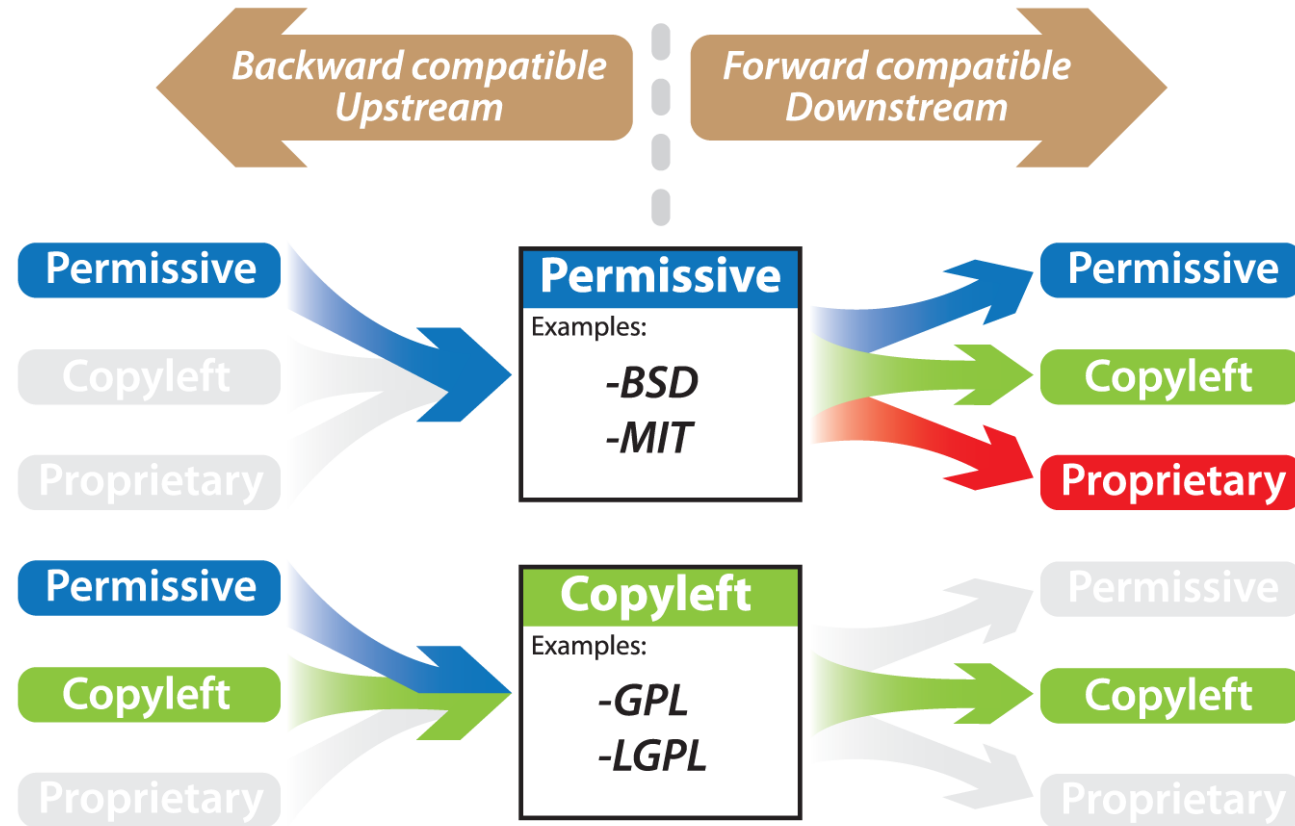 Backward compatible
Upstream
Forward compatible
Downstream
Permissive
Copyleft
Proprietary
Permissive
Examples:
-BSD
-MIT
Permissive
Copyleft
Proprietary
Permissive
Copyleft
Proprietary
Copyleft
Examples:
-GPL
-LGPL
Permissive
Copyleft
Proprietary